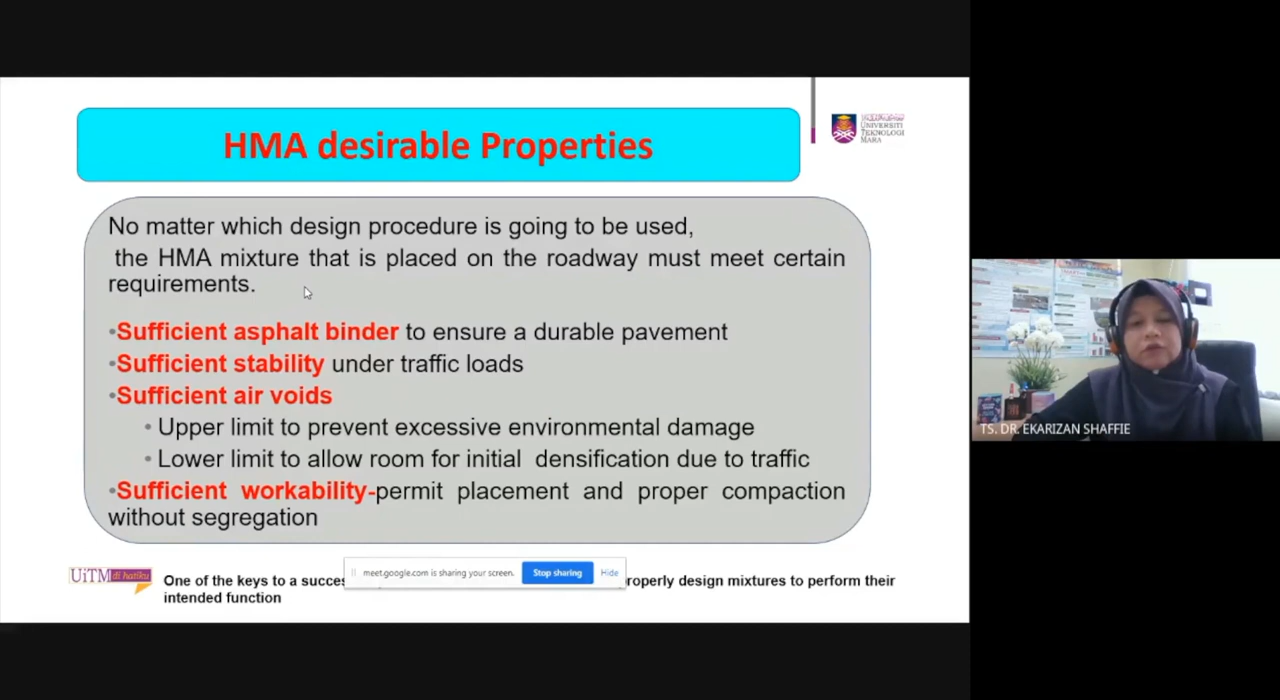 HMA desirable Properties
UNIVERSITI
TEKNOLOGI
MARA
No matter which design procedure is going to be used,
the HMA mixture that is placed on the roadway must meet certain
requirements.
•Sufficient asphalt binder to ensure a durable pavement
•Sufficient stability under traffic loads
•Sufficient air voids
• Upper limit to prevent excessive environmental damage
• Lower limit to allow room for initial densification due to traffic
•Sufficient workability-permit placement and proper compaction
without segregation
UiTM di hatiku
One of the keys to a succes
meet.google.com is sharing your screen. Stop sharing Hide
roperly design mixtures to perform their
intended function
TS. DR. EKARIZAN SHAFFIE